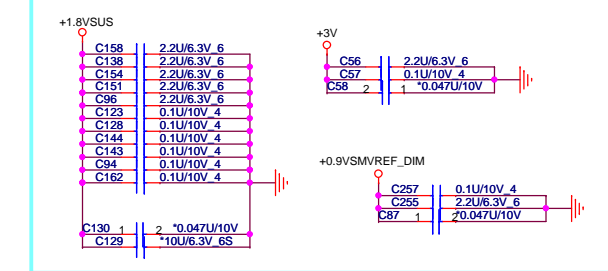 +1.8VSUS
C158 2.2U/6.3V_6
C138 2.2U/6.3V_6
C154 2.2U/6.3V_6
C151 2.2U/6.3V_6
C96 2.2U/6.3V_6
C123 0.1U/10V_4
C128 0.1U/10V_4
C144 0.1U/10V_4
C143 0.1U/10V_4
C94 0.1U/10V_4
C162 0.1U/10V_4
C130 1 2 *0.047U/10V
C129 *10U/6.3V_6S
+3V
C56 2.2U/6.3V_6
C57 0.1U/10V_4
C58 2 1 *0.047U/10V
+0.9VSMVREF_DIM
C257 0.1U/10V_4
C255 2.2U/6.3V_6
C87 1 2 *0.047U/10V